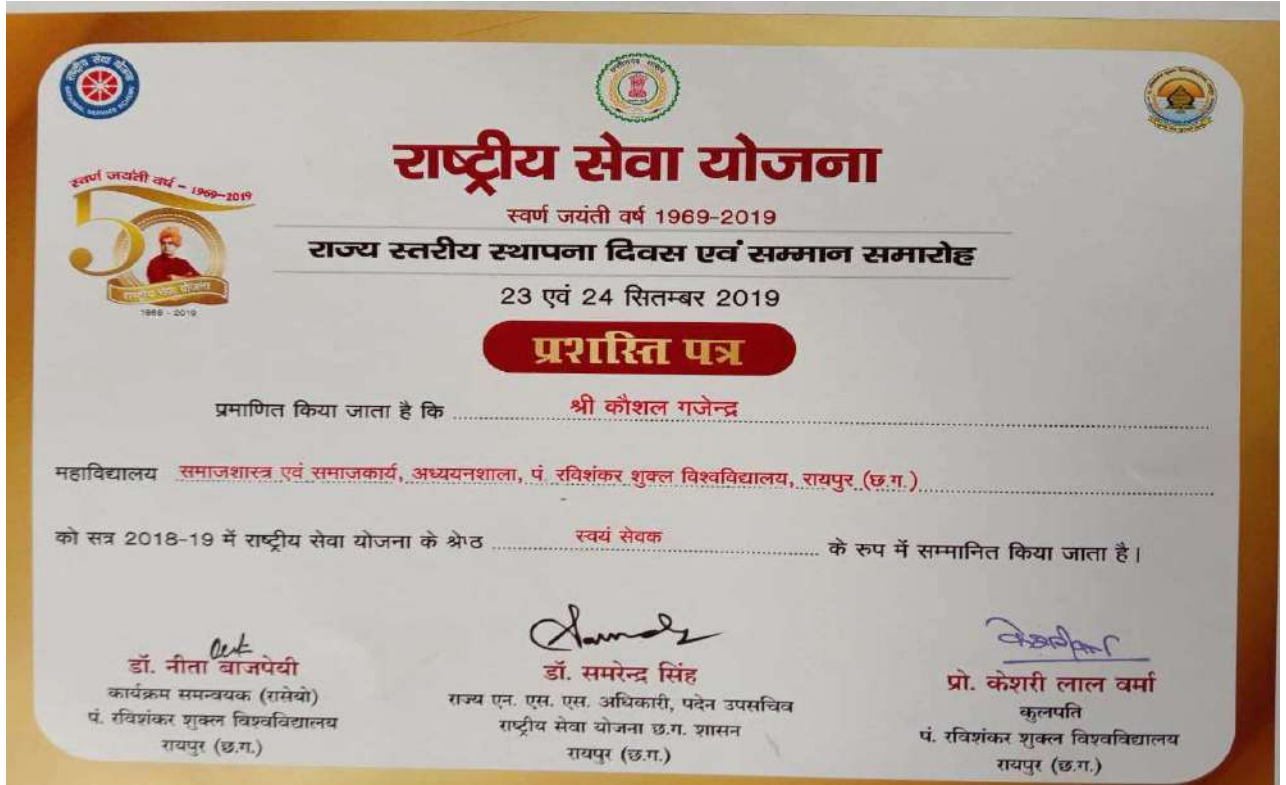 राष्ट्रीय सेवा योजना
स्वर्ण जयंती वर्ष - 1969-2019
स्वर्ण जयंती वर्ष 1969-2019
राज्य स्तरीय स्थापना दिवस एवं सम्मान समारोह
1969 - 2019
23 एवं 24 सितम्बर 2019
प्रशस्ति पत्र
प्रमाणित किया जाता है कि श्री कौशल गजेन्द्र
महाविद्यालय समाजशास्त्र एवं समाजकार्य, अध्ययनशाला, पं. रविशंकर शुक्ल विश्वविद्यालय, रायपुर (छ.ग.)
को सत्र 2018-19 में राष्ट्रीय सेवा योजना के श्रेष्ठ स्वयं सेवक के रुप में सम्मानित किया जाता है।
डॉ. नीता बाजपेयी
कार्यक्रम समन्वयक (रासेयो)
पं. रविशंकर शुक्ल विश्वविद्यालय
रायपुर (छ.ग.)
डॉ. समरेन्द्र सिंह
राज्य एन. एस. एस. अधिकारी, पदेन उपसचिव
राष्ट्रीय सेवा योजना छ.ग. शासन
रायपुर (छ.ग.)
प्रो. केशरी लाल वर्मा
कुलपति
पं. रविशंकर शुक्ल विश्वविद्यालय
रायपुर (छ.ग.)